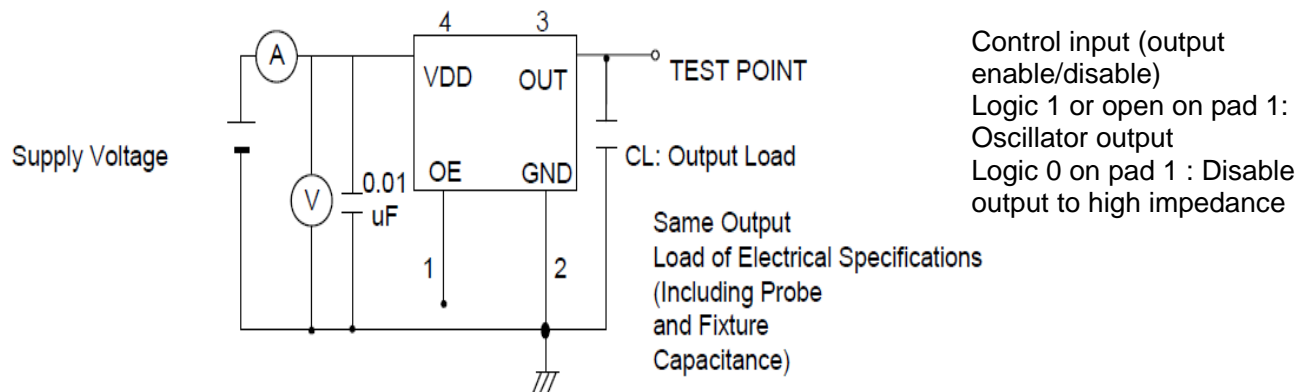 4
3
A
VDD
OUT
TEST POINT
Supply Voltage
V
0.01
uF
OE
GND
CL: Output Load
1
2
Same Output
Load of Electrical Specifications
(Including Probe
and Fixture
Capacitance)
Control input (output
enable/disable)
Logic 1 or open on pad 1:
Oscillator output
Logic 0 on pad 1 : Disable
output to high impedance